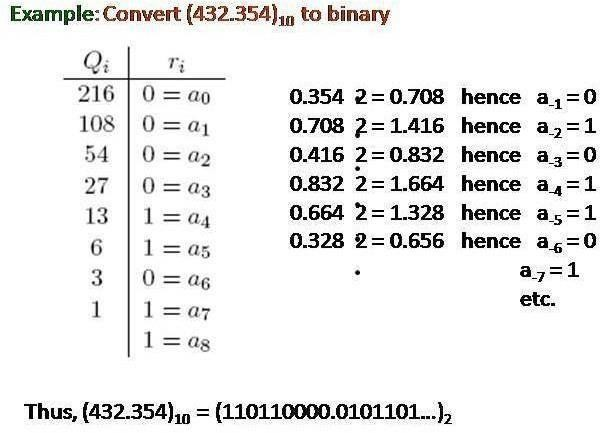 Example: Convert (432.354)₁₀ to binary
Qᵢ rᵢ
216 0 = a₀
108 0 = a₁
54 0 = a₂
27 0 = a₃
13 1 = a₄
6 1 = a₅
3 0 = a₆
1 1 = a₇
1 = a₈
0.354 2 = 0.708 hence a₋₁ = 0
0.708 2 = 1.416 hence a₋₂ = 1
0.416 2 = 0.832 hence a₋₃ = 0
0.832 2 = 1.664 hence a₋₄ = 1
0.664 2 = 1.328 hence a₋₅ = 1
0.328 2 = 0.656 hence a₋₆ = 0
a₋₇ = 1
etc.
Thus, (432.354)₁₀ = (110110000.0101101...)₂